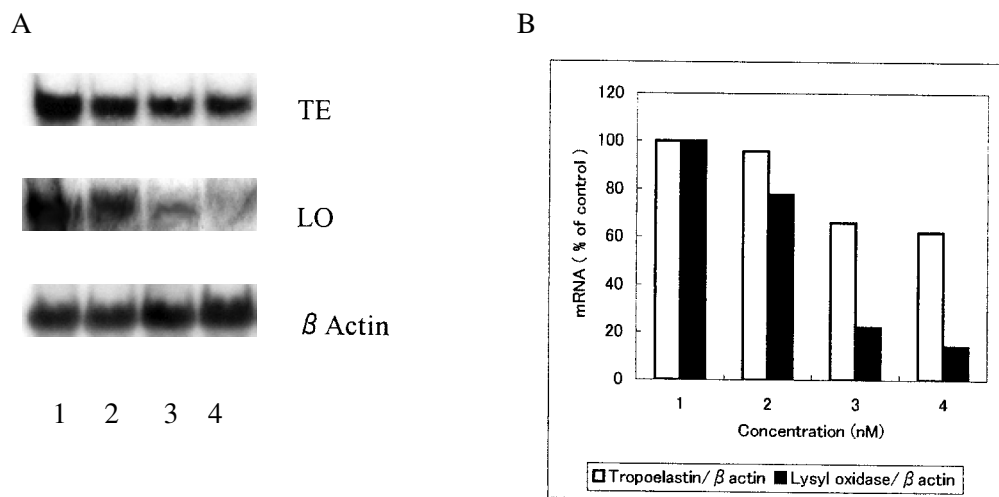 A
TE
LO
β Actin
1 2 3 4
B
120
100
80
60
40
20
0
mRNA ( % of control)
1 2 3 4
Concentration (nM)
Tropoelastin/ β actin Lysyl oxidase/ β actin